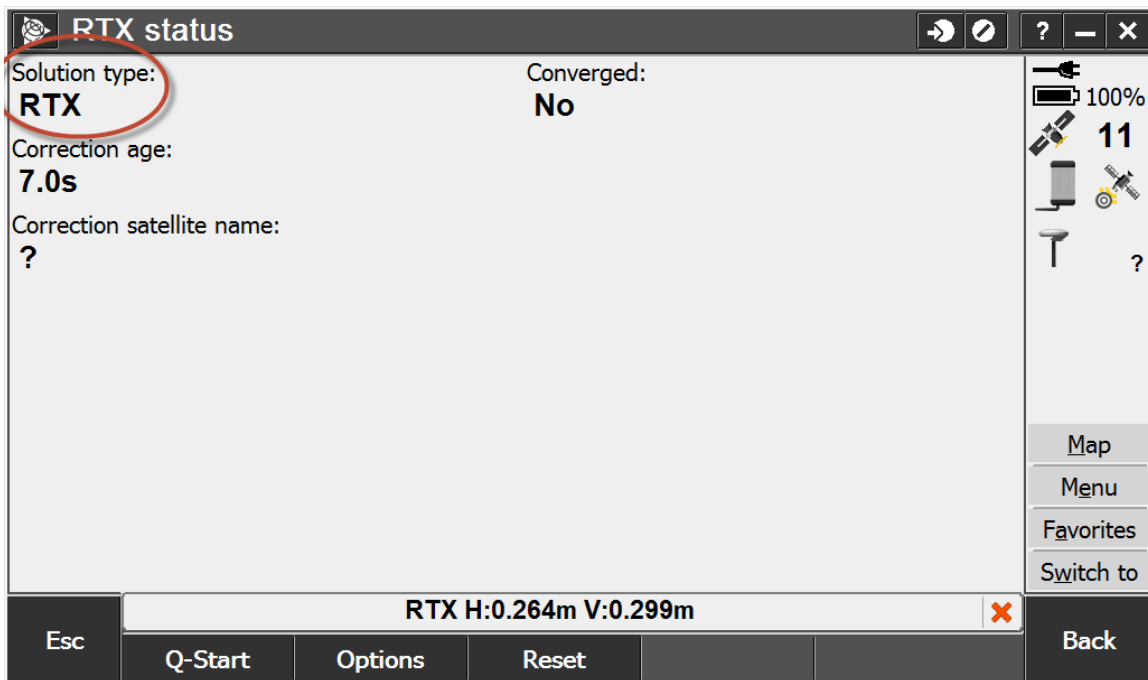 RTX status
?
Solution type:
RTX
Converged:
No
Correction age:
7.0s
Correction satellite name:
?
100%
11
?
Map
Menu
Favorites
Switch to
RTX H:0.264m V:0.299m
Esc
Q-Start
Options
Reset
Back